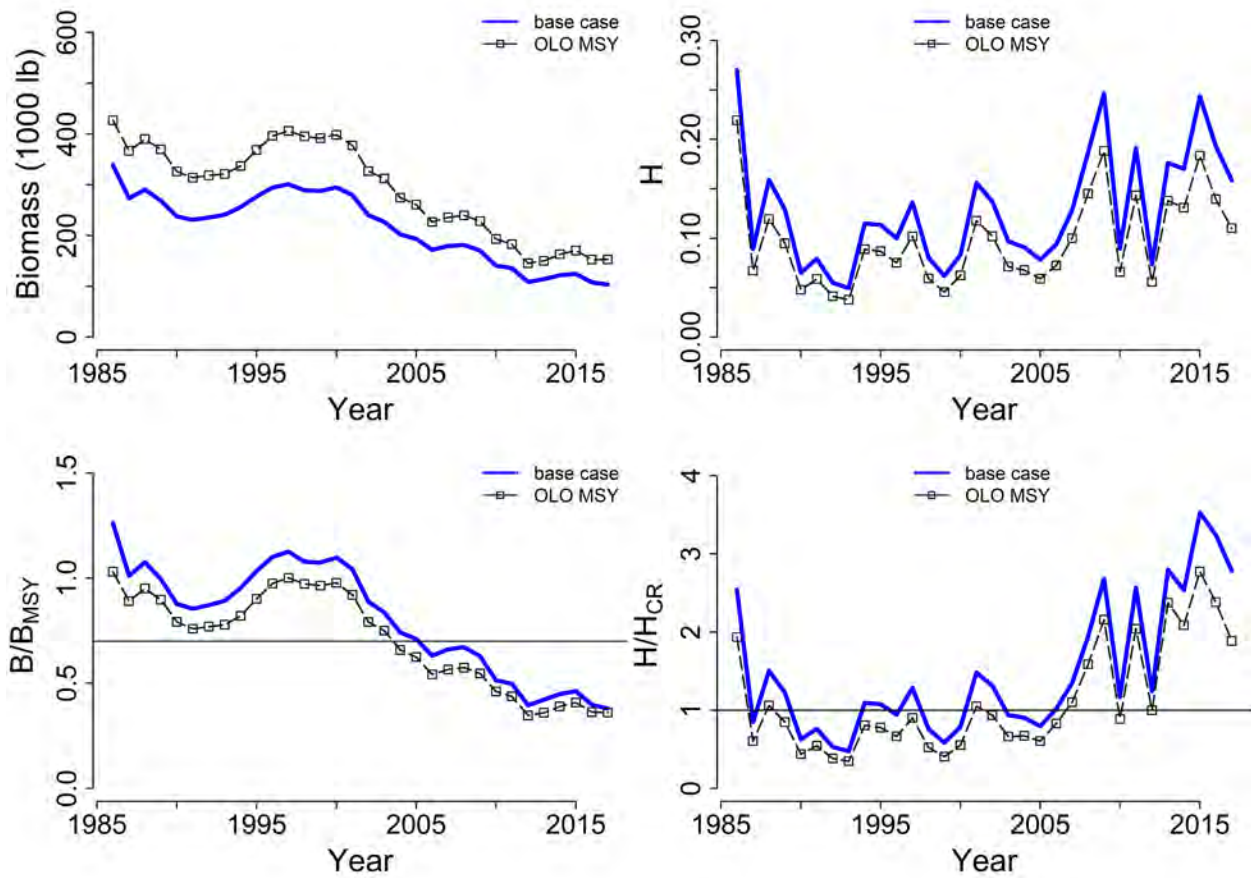 base case
OLO MSY
Biomass (1000 lb)
600
400
200
0
1985 1995 2005 2015
Year
base case
OLO MSY
H
0.30
0.20
0.10
0.00
1985 1995 2005 2015
Year
base case
OLO MSY
B/BMSY
1.5
1.0
0.5
0.0
1985 1995 2005 2015
Year
base case
OLO MSY
H/HCR
4
3
2
1
0
1985 1995 2005 2015
Year